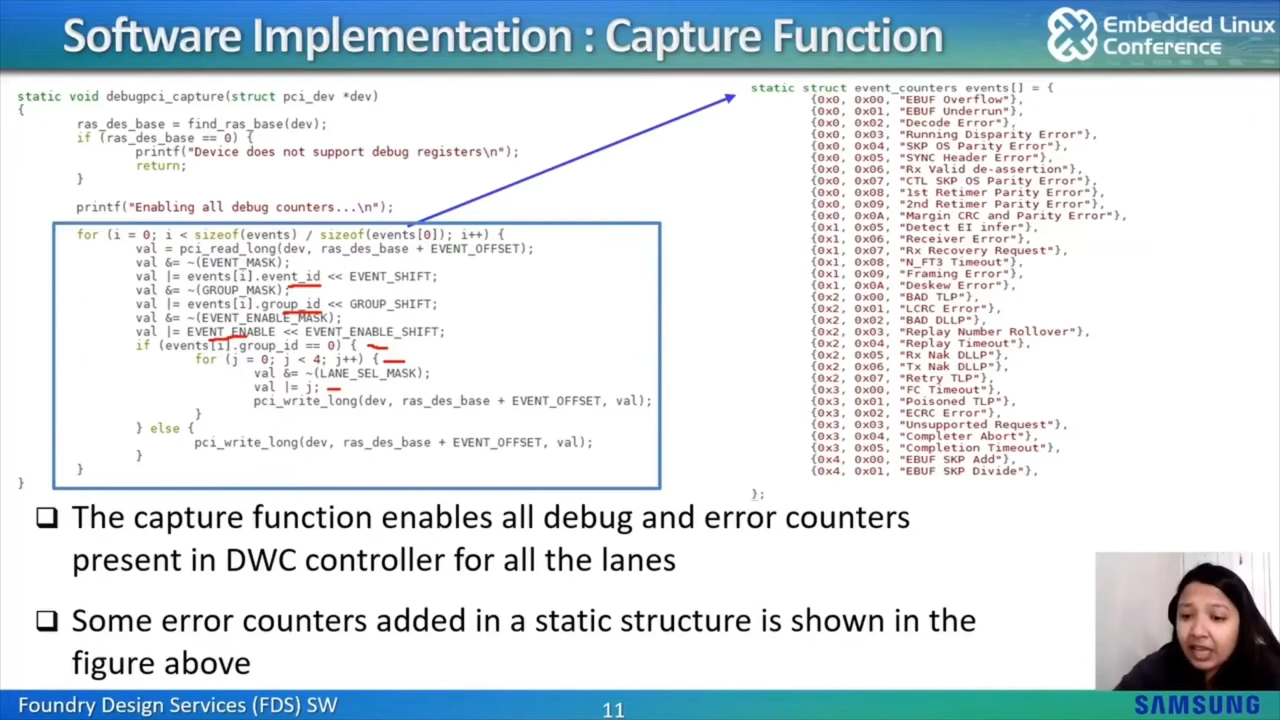 Software Implementation : Capture Function
Embedded Linux
Conference
static void debugpci_capture(struct pci_dev *dev)
{
ras_des_base = find_ras_base(dev);
if (ras_des_base == 0) {
printf("Device does not support debug registers\n");
return;
}
printf("Enabling all debug counters...\n");
for (i = 0; i < sizeof(events) / sizeof(events[0]); i++) {
val = pci_read_long(dev, ras_des_base + EVENT_OFFSET);
val &= ~(EVENT_MASK);
val |= events[i].event_id << EVENT_SHIFT;
val &= ~(GROUP_MASK);
val |= events[i].group_id << GROUP_SHIFT;
val &= ~(EVENT_ENABLE_MASK);
val |= EVENT_ENABLE << EVENT_ENABLE_SHIFT;
if (events[i].group_id == 0) {
for (j = 0; j < 4; j++) {
val &= ~(LANE_SEL_MASK);
val |= j;
pci_write_long(dev, ras_des_base + EVENT_OFFSET, val);
}
} else {
pci_write_long(dev, ras_des_base + EVENT_OFFSET, val);
}
}
}
static struct event_counters events[] = {
{0x0, 0x00, "EBUF Overflow"},
{0x0, 0x01, "EBUF Underrun"},
{0x0, 0x02, "Decode Error"},
{0x0, 0x03, "Running Disparity Error"},
{0x0, 0x04, "SKP OS Parity Error"},
{0x0, 0x05, "SYNC Header Error"},
{0x0, 0x06, "Rx Valid de-assertion"},
{0x0, 0x07, "CTL SKP OS Parity Error"},
{0x0, 0x08, "1st Retimer Parity Error"},
{0x0, 0x09, "2nd Retimer Parity Error"},
{0x0, 0x0A, "Margin CRC and Parity Error"},
{0x1, 0x05, "Detect EI infer"},
{0x1, 0x06, "Receiver Error"},
{0x1, 0x07, "Rx Recovery Request"},
{0x1, 0x08, "N_FT3 Timeout"},
{0x1, 0x09, "Framing Error"},
{0x1, 0x0A, "Deskew Error"},
{0x2, 0x00, "BAD TLP"},
{0x2, 0x01, "LCRC Error"},
{0x2, 0x02, "BAD DLLP"},
{0x2, 0x03, "Replay Number Rollover"},
{0x2, 0x04, "Replay Timeout"},
{0x2, 0x05, "Rx Nak DLLP"},
{0x2, 0x06, "Tx Nak DLLP"},
{0x2, 0x07, "Retry TLP"},
{0x3, 0x00, "FC Timeout"},
{0x3, 0x01, "Poisoned TLP"},
{0x3, 0x02, "ECRC Error"},
{0x3, 0x03, "Unsupported Request"},
{0x3, 0x04, "Completer Abort"},
{0x3, 0x05, "Completion Timeout"},
{0x4, 0x00, "EBUF SKP Add"},
{0x4, 0x01, "EBUF SKP Divide"},
};
The capture function enables all debug and error counters
present in DWC controller for all the lanes
Some error counters added in a static structure is shown in the
figure above
Foundry Design Services (FDS) SW
11
SAMSUNG